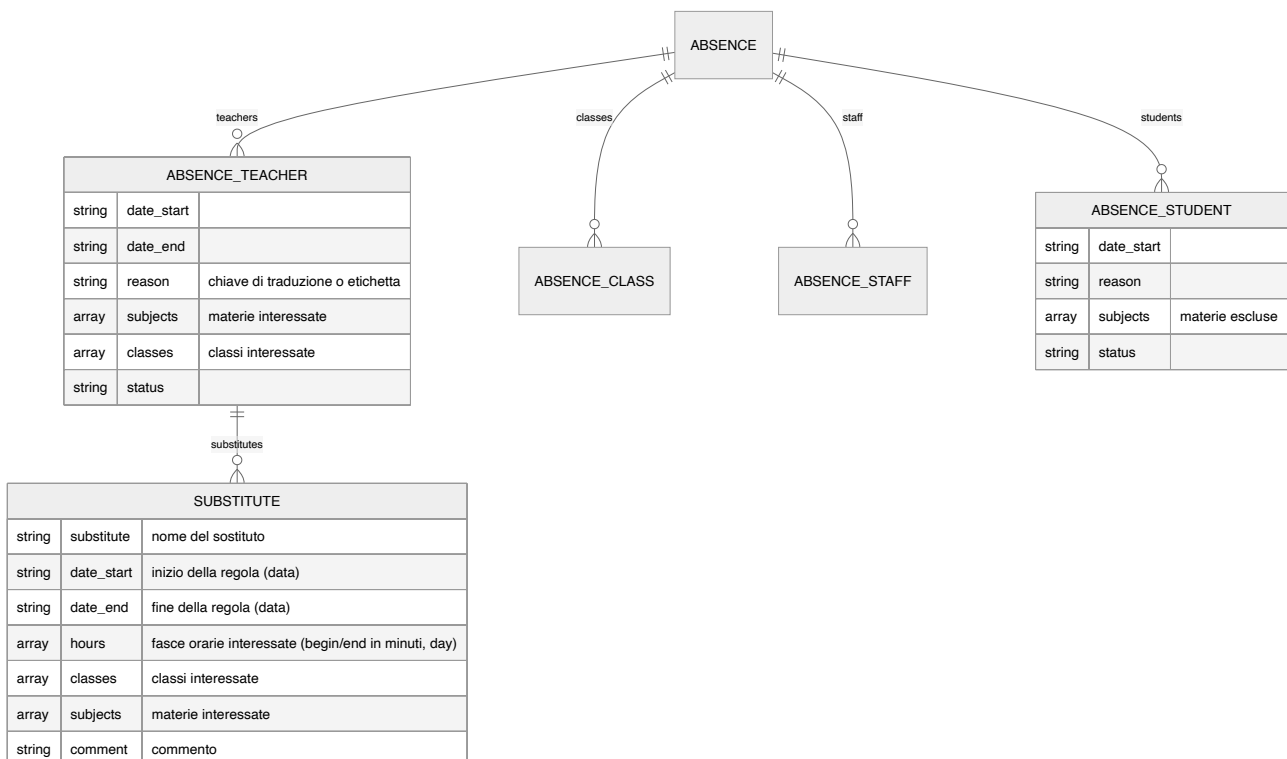 ABSENCE
teachers
classes
staff
students
ABSENCE_TEACHER
string date_start
string date_end
string reason chiave di traduzione o etichetta
array subjects materie interessate
array classes classi interessate
string status
ABSENCE_CLASS
ABSENCE_STAFF
ABSENCE_STUDENT
string date_start
string reason
array subjects materie escluse
string status
substitutes
SUBSTITUTE
string substitute nome del sostituto
string date_start inizio della regola (data)
string date_end fine della regola (data)
array hours fasce orarie interessate (begin/end in minuti, day)
array classes classi interessate
array subjects materie interessate
string comment commento